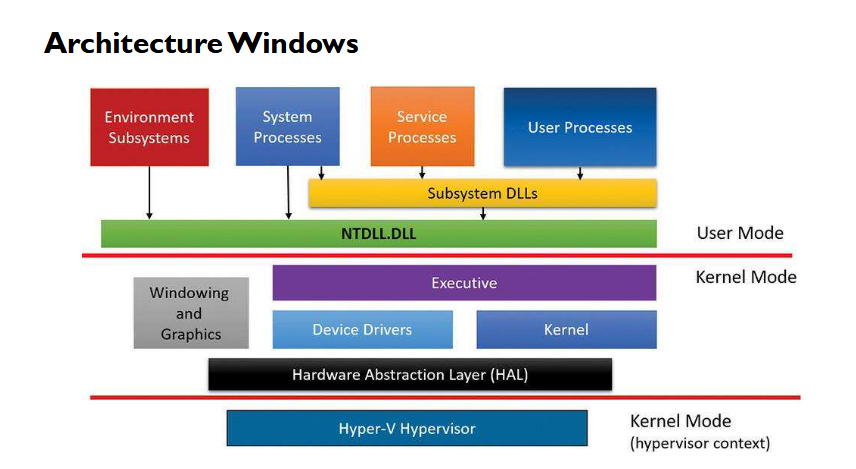 Architecture Windows
Environment
Subsystems
System
Processes
Service
Processes
User Processes
Subsystem DLLs
NTDLL.DLL
User Mode
Kernel Mode
Executive
Windowing
and
Graphics
Device Drivers
Kernel
Hardware Abstraction Layer (HAL)
Hyper-V Hypervisor
Kernel Mode
(hypervisor context)